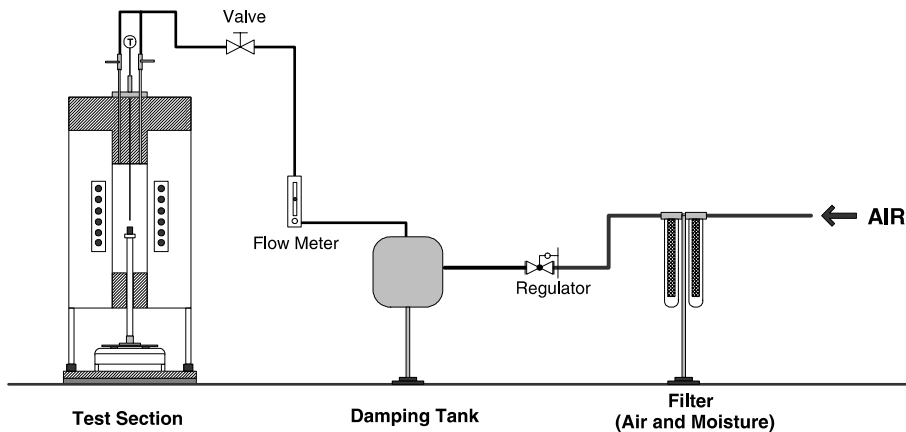 Valve
T
AIR
Flow Meter
Regulator
Test Section
Damping Tank
Filter
(Air and Moisture)